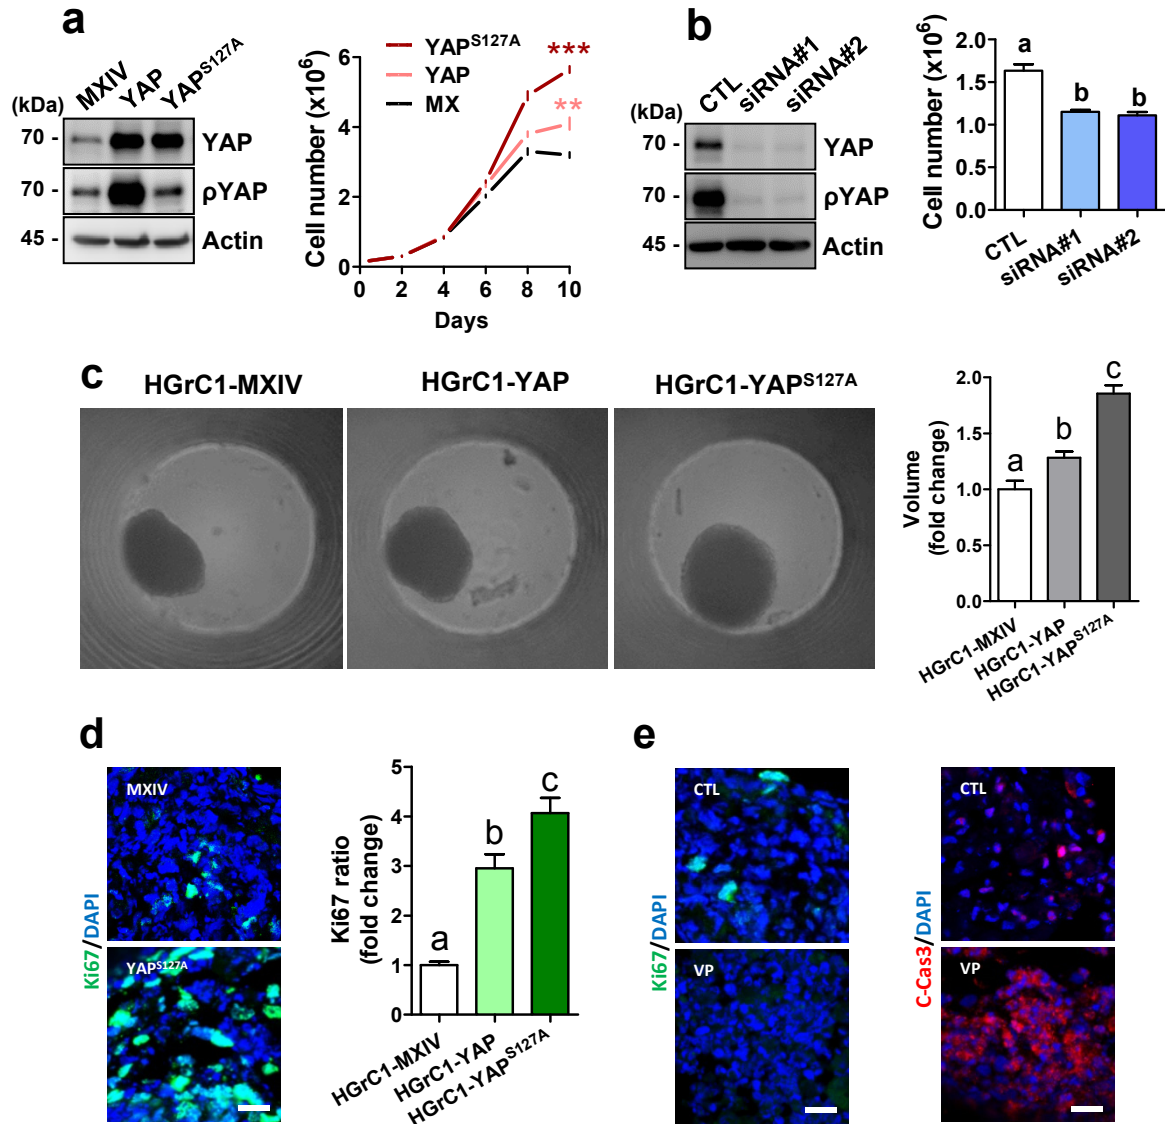 a
MXIV YAP YAPS127A
(kDa)
70 - YAP
70 - ρYAP
45 - Actin
Cell number (x10⁶)
6
4
2
0
0 2 4 6 8 10
Days
YAPS127A ***
YAP **
MX
b
CTL siRNA#1 siRNA#2
(kDa)
70 - YAP
70 - ρYAP
45 - Actin
Cell number (x10⁶)
2.0
1.5
1.0
0.5
0.0
a b b
CTL siRNA#1 siRNA#2
c
HGrC1-MXIV HGrC1-YAP HGrC1-YAPS127A
Volume
(fold change)
2.0
1.5
1.0
0.5
0.0
a b c
HGrC1-MXIV HGrC1-YAP HGrC1-YAPS127A
d
Ki67/DAPI
MXIV
YAPS127A
Ki67 ratio
(fold change)
5
4
3
2
1
0
a b c
HGrC1-MXIV HGrC1-YAP HGrC1-YAPS127A
e
Ki67/DAPI
CTL
VP
C-Cas3/DAPI
CTL
VP